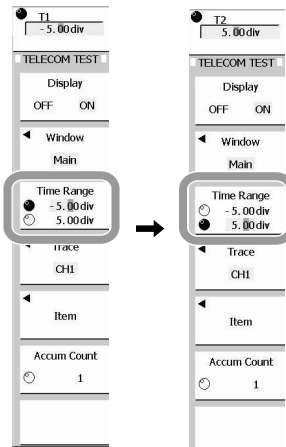 T1
-5.00div
TELECOM TEST
Display
OFF ON
Window
Main
Time Range
-5.00div
5.00div
Trace
CH1
Item
Accum Count
1
T2
5.00div
TELECOM TEST
Display
OFF ON
Window
Main
Time Range
-5.00div
5.00div
Trace
CH1
Item
Accum Count
1